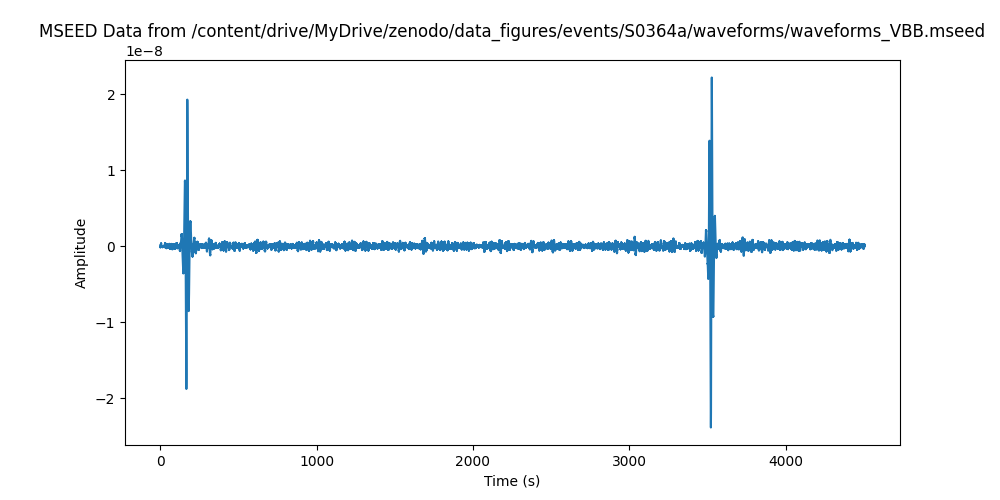 MSEED Data from /content/drive/MyDrive/zenodo/data_figures/events/S0364a/waveforms/waveforms_VBB.mseed
1e−8
2
1
0
−1
−2
Amplitude
0 1000 2000 3000 4000
Time (s)